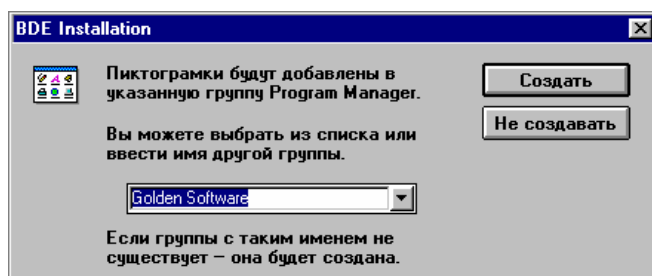 BDE Installation
Пиктограмки будут добавлены в
указанную группу Program Manager.
Создать
Не создавать
Вы можете выбрать из списка или
ввести имя другой группы.
Golden Software
Если группы с таким именем не
существует – она будет создана.